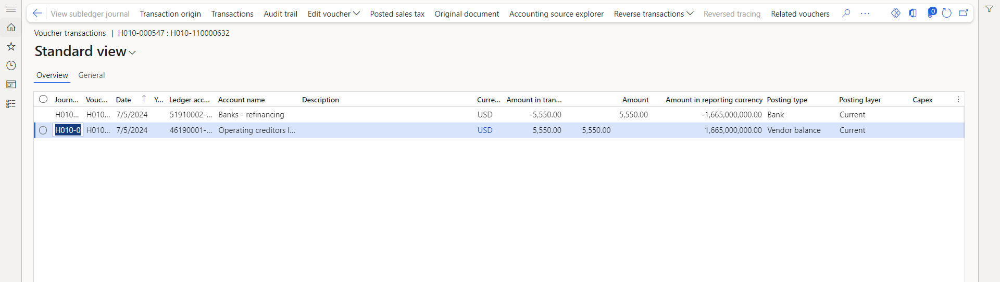 View subledger journal Transaction origin Transactions Audit trail Edit voucher Posted sales tax Original document Accounting source explorer Reverse transactions Reversed tracing Related vouchers ... 0
Voucher transactions | H010-000547 : H010-110000632
Standard view
Overview General
Journ... Vouc... Date Y... Ledger acc... Account name Description Curre... Amount in tran... Amount Amount in reporting currency Posting type Posting layer Capex
H010... H010... 7/5/2024 51910002-... Banks - refinancing USD -5,550.00 5,550.00 -1,665,000,000.00 Bank Current
H010-0 H010... 7/5/2024 46190001-... Operating creditors l... USD 5,550.00 5,550.00 1,665,000,000.00 Vendor balance Current